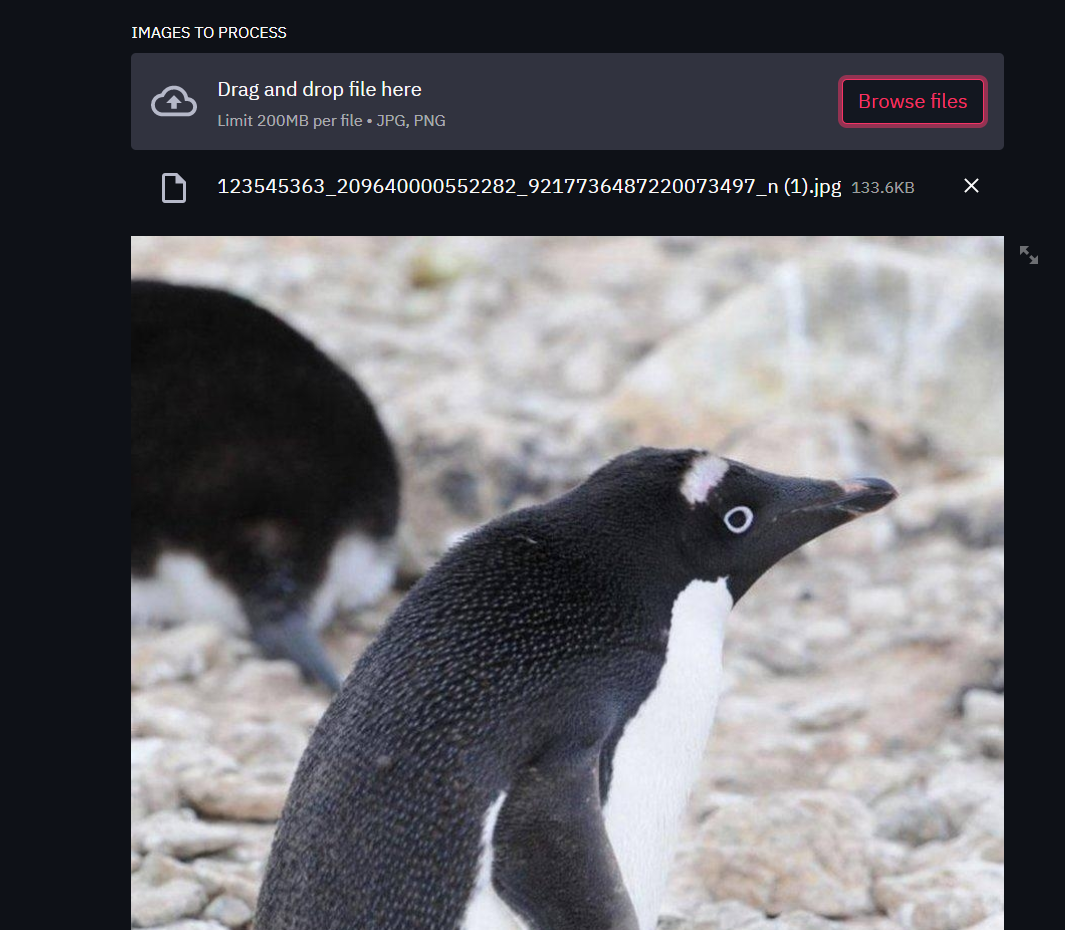 IMAGES TO PROCESS
Drag and drop file here
Browse files
Limit 200MB per file • JPG, PNG
123545363_209640000552282_9217736487220073497_n (1).jpg 133.6KB